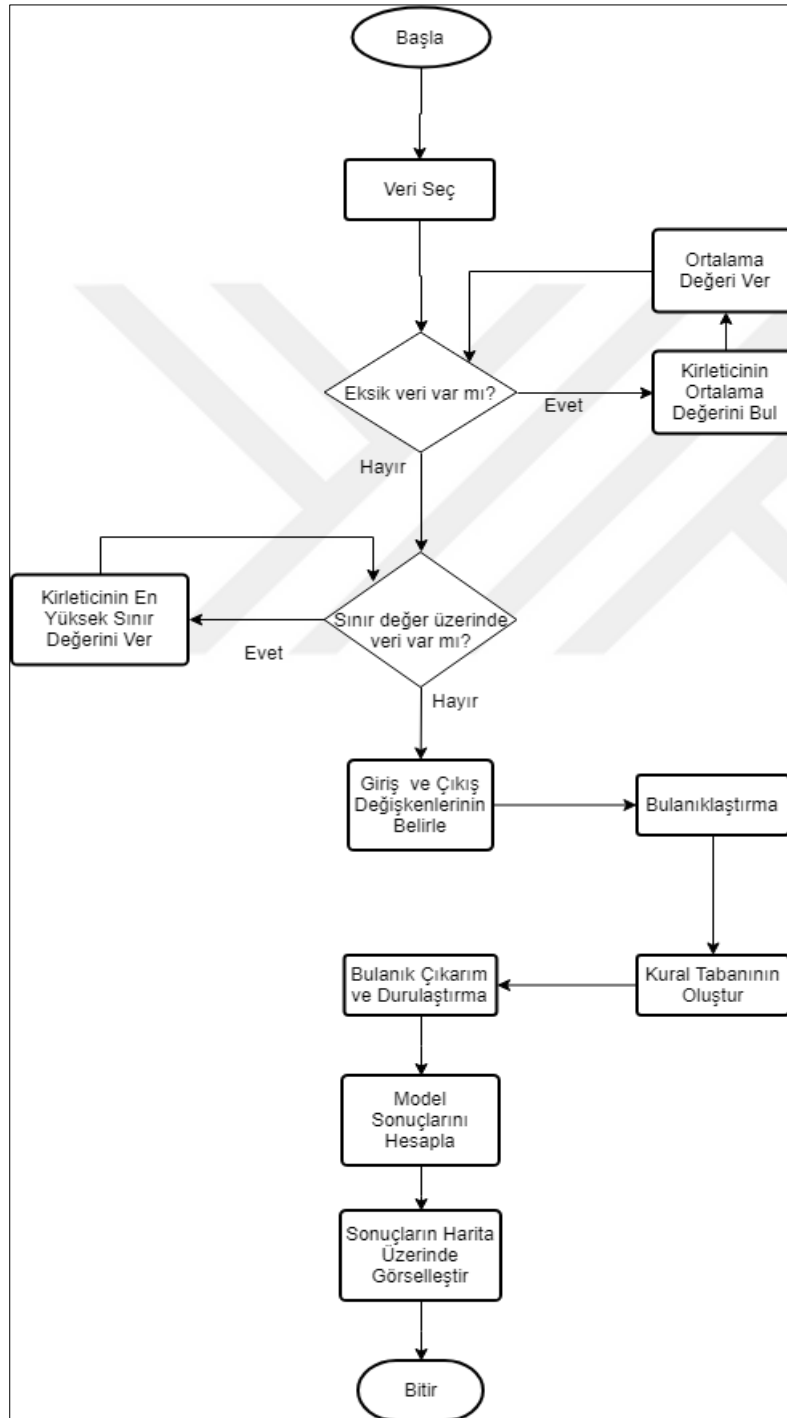 Başla
Veri Seç
Ortalama
Değeri Ver
Kirleticinin
Ortalama
Değerini Bul
Eksik veri var mı?
Evet
Hayır
Kirleticinin En
Yüksek Sınır
Değerini Ver
Sınır değer üzerinde
veri var mı?
Evet
Hayır
Giriş ve Çıkış
Değişkenlerinin
Belirle
Bulanıklaştırma
Bulanık Çıkarım
ve Durulaştırma
Kural Tabanının
Oluştur
Model
Sonuçlarını
Hesapla
Sonuçların Harita
Üzerinde
Görselleştir
Bitir